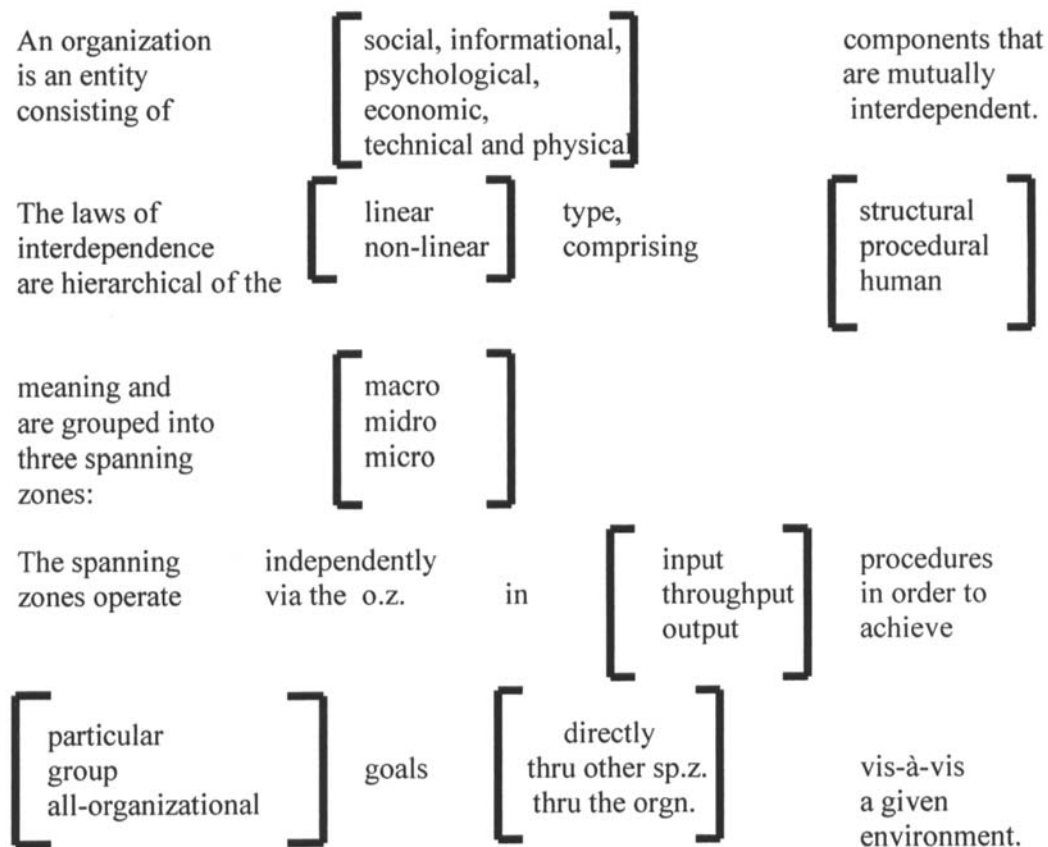 An organization
is an entity
consisting of
social, informational,
psychological,
economic,
technical and physical
components that
are mutually
interdependent.
The laws of
interdependence
are hierarchical of the
linear
non-linear
type,
comprising
structural
procedural
human
meaning and
are grouped into
three spanning
zones:
macro
midro
micro
The spanning
zones operate
independently
via the o.z.
in
input
throughput
output
procedures
in order to
achieve
particular
group
all-organizational
goals
directly
thru other sp.z.
thru the orgn.
vis-à-vis
a given
environment.